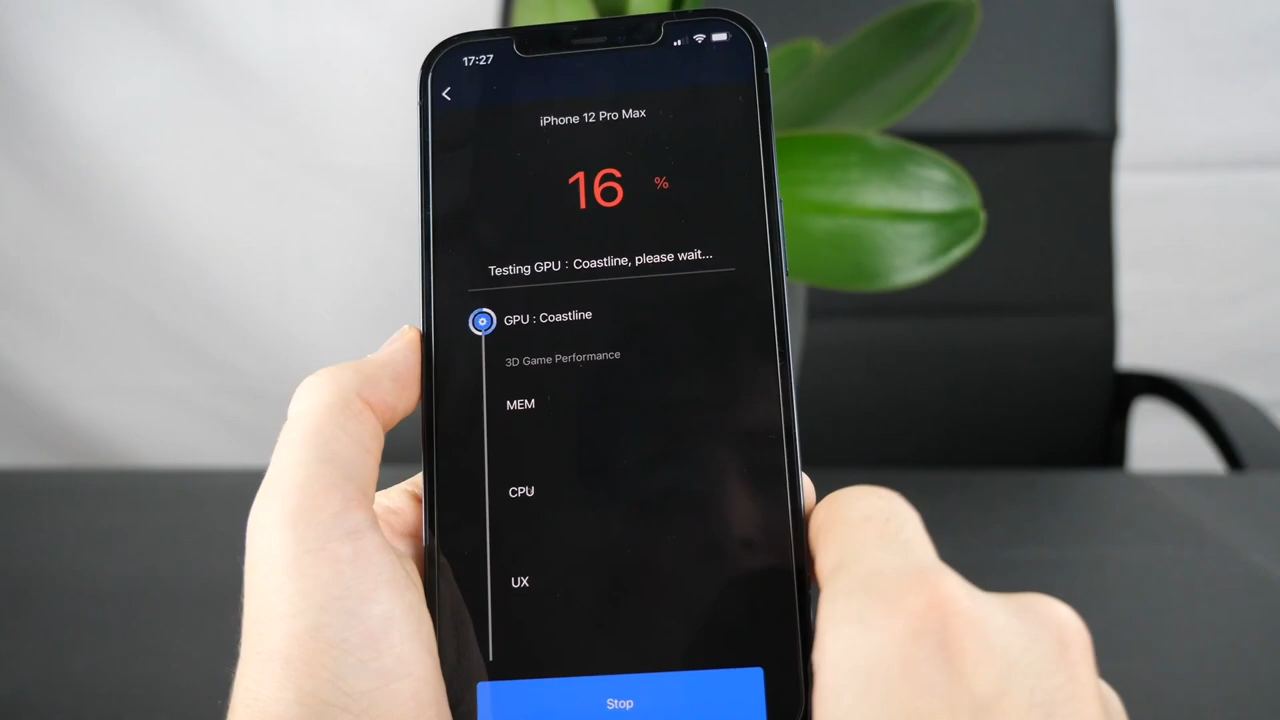 17:27
iPhone 12 Pro Max
16 %
Testing GPU : Coastline, please wait...
GPU : Coastline
3D Game Performance
MEM
CPU
UX
Stop